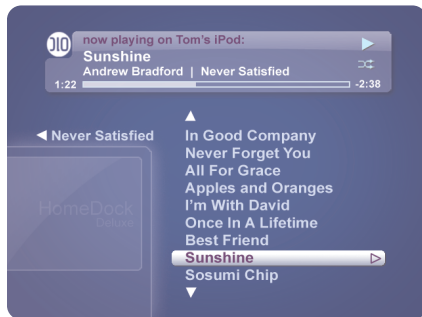 now playing on Tom's iPod:
Sunshine
Andrew Bradford | Never Satisfied
1:22
-2:38
Never Satisfied
In Good Company
Never Forget You
All For Grace
Apples and Oranges
I'm With David
Once In A Lifetime
Best Friend
Sunshine
Sosumi Chip
HomeDock
Deluxe